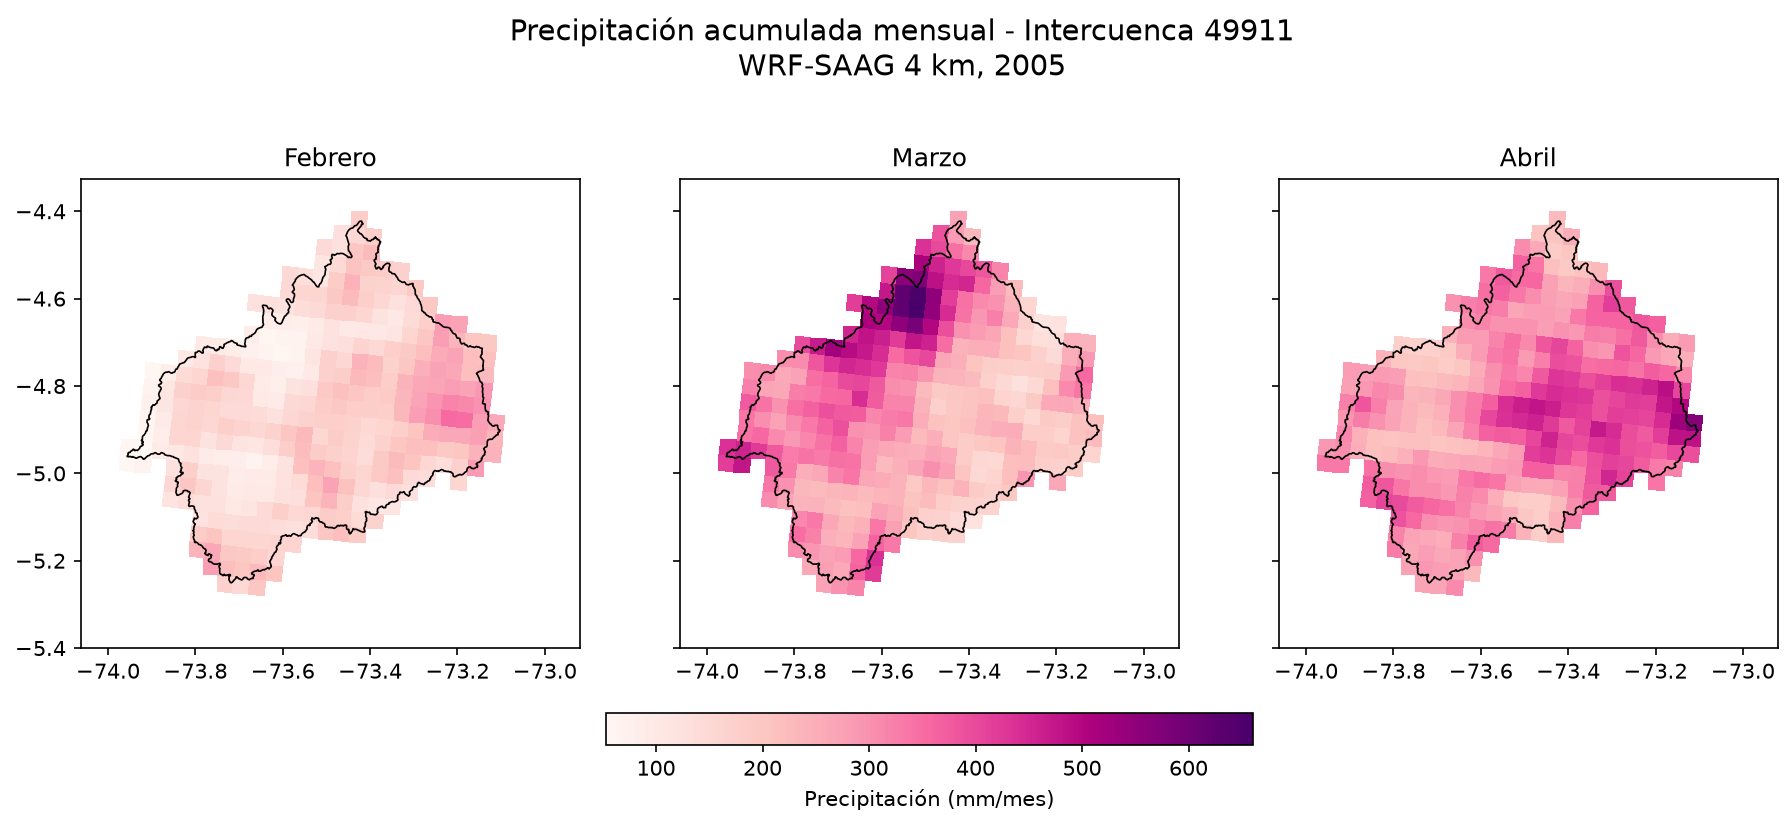 Precipitación acumulada mensual - Intercuenca 49911
WRF-SAAG 4 km, 2005
Febrero
Marzo
Abril
−4.4
−4.6
−4.8
−5.0
−5.2
−5.4
−74.0 −73.8 −73.6 −73.4 −73.2 −73.0
−74.0 −73.8 −73.6 −73.4 −73.2 −73.0
−74.0 −73.8 −73.6 −73.4 −73.2 −73.0
100 200 300 400 500 600
Precipitación (mm/mes)